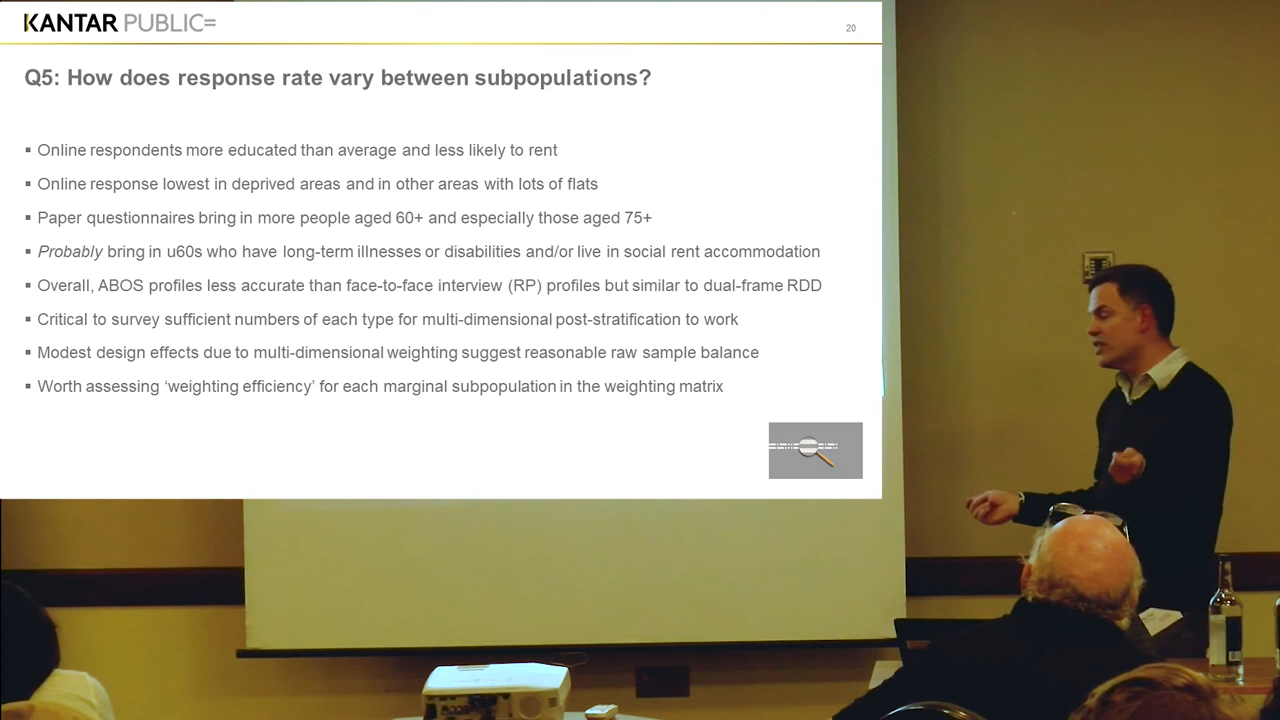 KANTAR PUBLIC=
20
Q5: How does response rate vary between subpopulations?
▪ Online respondents more educated than average and less likely to rent
▪ Online response lowest in deprived areas and in other areas with lots of flats
▪ Paper questionnaires bring in more people aged 60+ and especially those aged 75+
▪ Probably bring in u60s who have long-term illnesses or disabilities and/or live in social rent accommodation
▪ Overall, ABOS profiles less accurate than face-to-face interview (RP) profiles but similar to dual-frame RDD
▪ Critical to survey sufficient numbers of each type for multi-dimensional post-stratification to work
▪ Modest design effects due to multi-dimensional weighting suggest reasonable raw sample balance
▪ Worth assessing ‘weighting efficiency’ for each marginal subpopulation in the weighting matrix